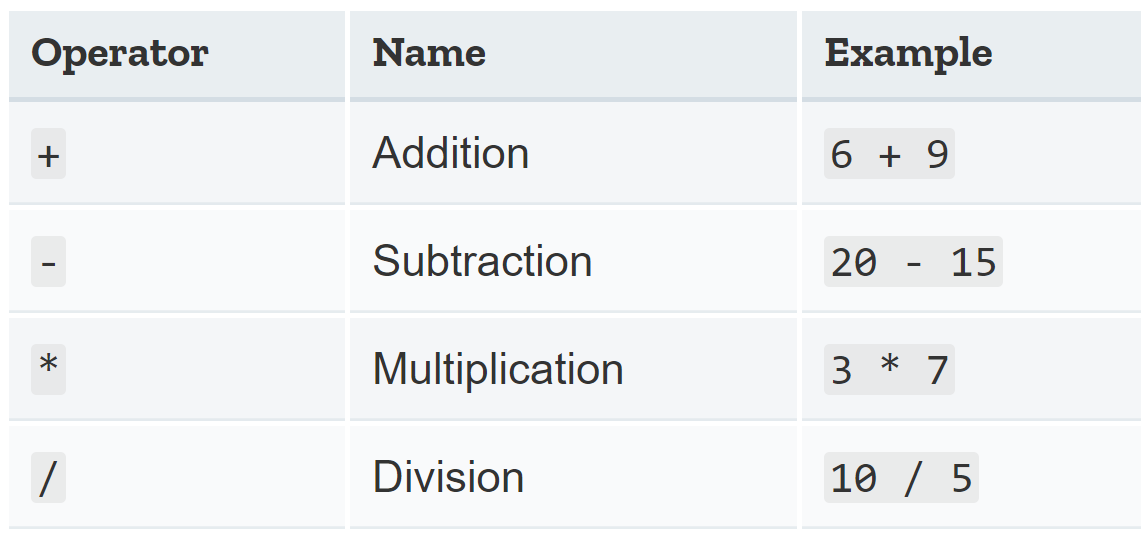 Operator Name Example
+ Addition 6 + 9
- Subtraction 20 - 15
* Multiplication 3 * 7
/ Division 10 / 5